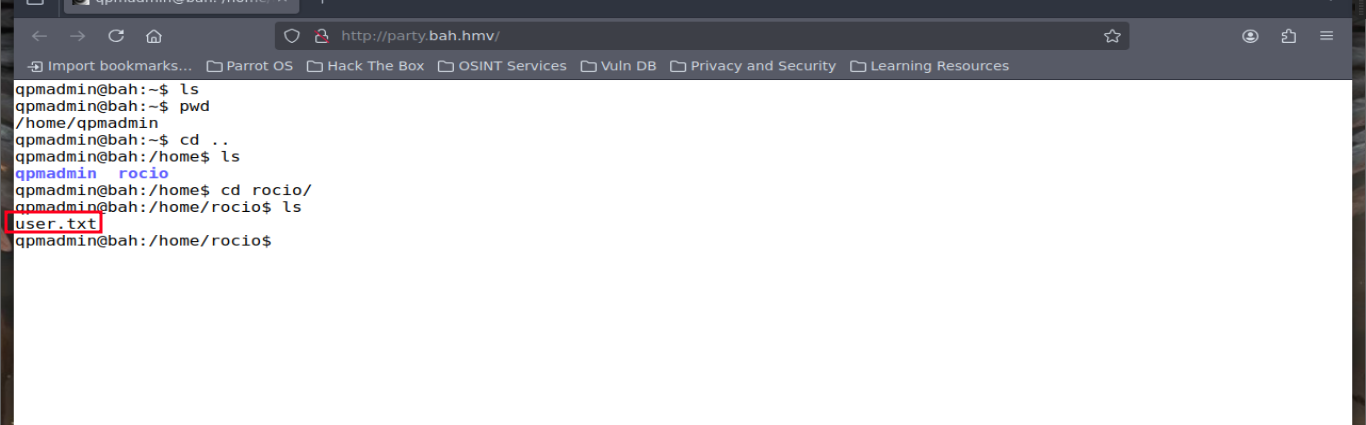 qpmadmin@bah: /home/
http://party.bah.hmv/
Import bookmarks... Parrot OS Hack The Box OSINT Services Vuln DB Privacy and Security Learning Resources
qpmadmin@bah:~$ ls
qpmadmin@bah:~$ pwd
/home/qpmadmin
qpmadmin@bah:~$ cd ..
qpmadmin@bah:/home$ ls
qpmadmin rocio
qpmadmin@bah:/home$ cd rocio/
qpmadmin@bah:/home/rocio$ ls
user.txt
qpmadmin@bah:/home/rocio$